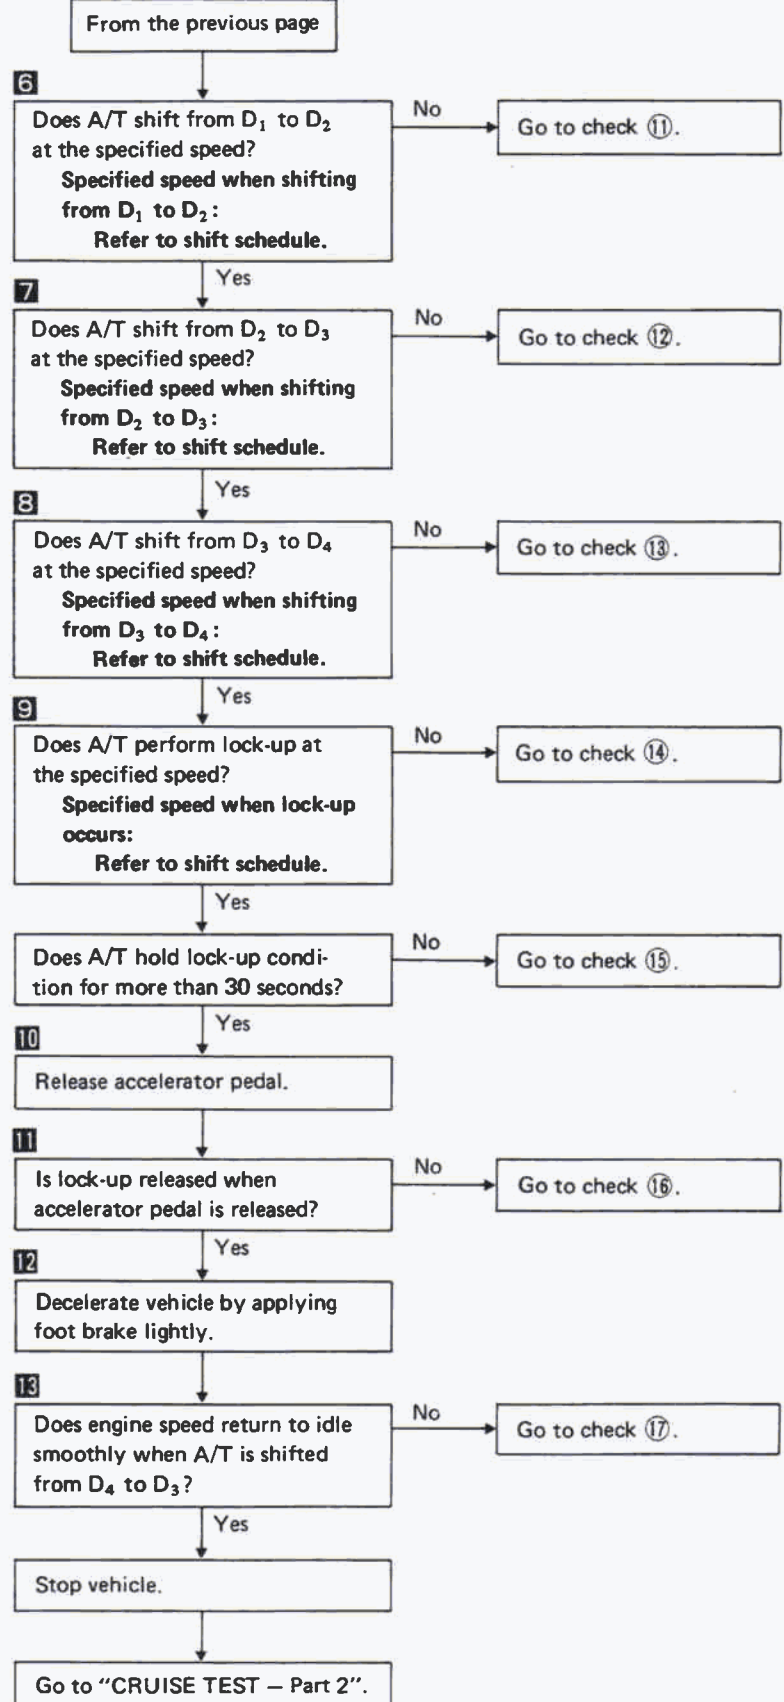 From the previous page
6
Does A/T shift from D₁ to D₂
No
Go to check ⑪.
at the specified speed?
Specified speed when shifting
from D₁ to D₂:
Refer to shift schedule.
Yes
7
Does A/T shift from D₂ to D₃
No
Go to check ⑫.
at the specified speed?
Specified speed when shifting
from D₂ to D₃:
Refer to shift schedule.
Yes
8
Does A/T shift from D₃ to D₄
No
Go to check ⑬.
at the specified speed?
Specified speed when shifting
from D₃ to D₄:
Refer to shift schedule.
Yes
9
Does A/T perform lock-up at
No
Go to check ⑭.
the specified speed?
Specified speed when lock-up
occurs:
Refer to shift schedule.
Yes
Does A/T hold lock-up condi-
No
Go to check ⑮.
tion for more than 30 seconds?
Yes
10
Release accelerator pedal.
11
Is lock-up released when
No
Go to check ⑯.
accelerator pedal is released?
Yes
12
Decelerate vehicle by applying
foot brake lightly.
13
Does engine speed return to idle
No
Go to check ⑰.
smoothly when A/T is shifted
from D₄ to D₃?
Yes
Stop vehicle.
Go to “CRUISE TEST — Part 2”.